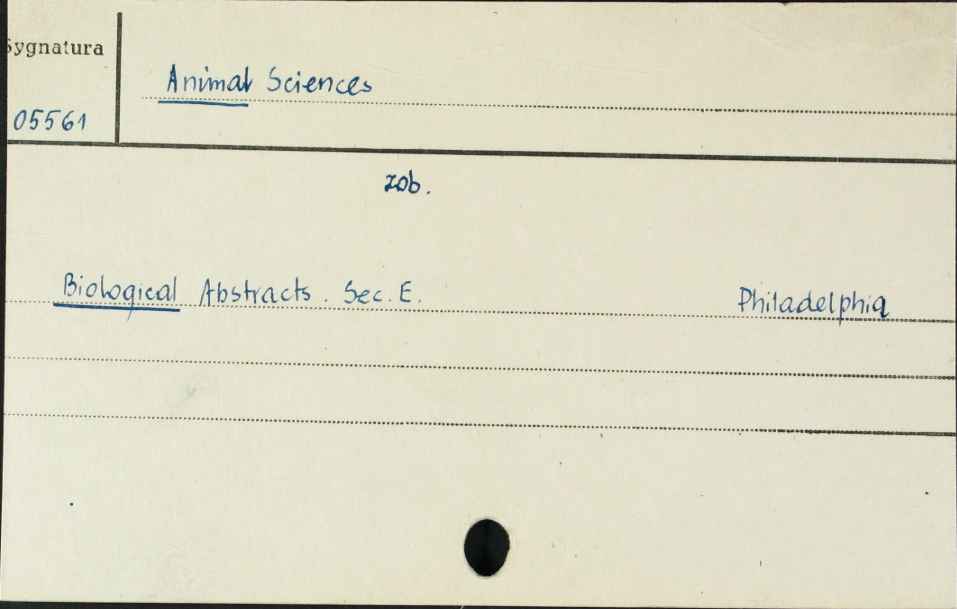 Sygnatura
Animal Sciences
05561
zob.
Biological Abstracts. Sec. E. Philadelphia